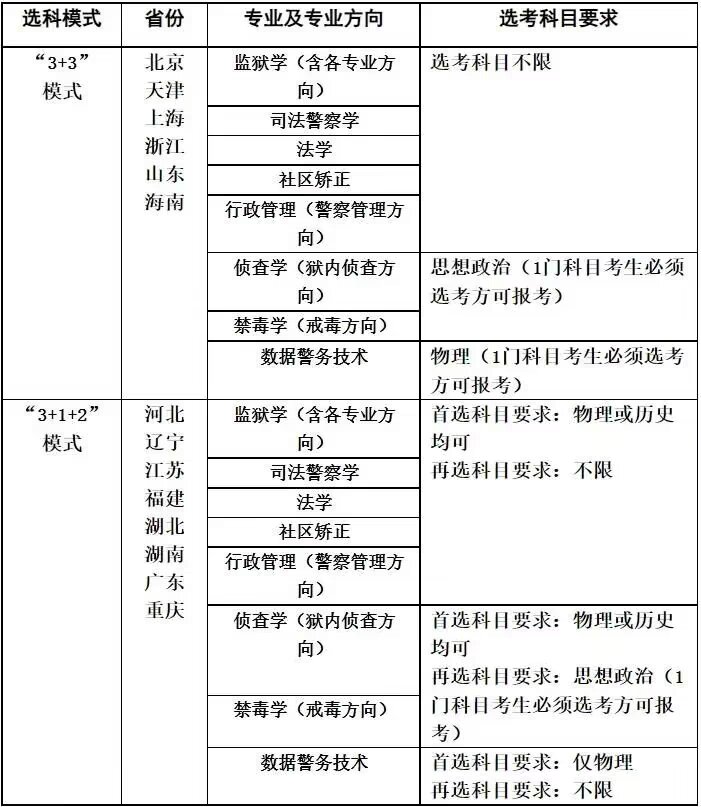 选科模式
省份
专业及专业方向
选考科目要求
“3+3”
模式
北京
天津
上海
浙江
山东
海南
监狱学（含各专业方
向）
司法警察学
法学
社区矫正
行政管理（警察管理方
向）
选考科目不限
侦查学（狱内侦查方
向）
禁毒学（戒毒方向）
思想政治（1门科目考生必须
选考方可报考）
数据警务技术
物理（1门科目考生必须选考
方可报考）
“3+1+2”
模式
河北
辽宁
江苏
福建
湖北
湖南
广东
重庆
监狱学（含各专业方
向）
司法警察学
法学
社区矫正
行政管理（警察管理方
向）
首选科目要求：物理或历史
均可
再选科目要求：不限
侦查学（狱内侦查方
向）
禁毒学（戒毒方向）
首选科目要求：物理或历史
均可
再选科目要求：思想政治（1
门科目考生必须选考方可报
考）
数据警务技术
首选科目要求：仅物理
再选科目要求：不限